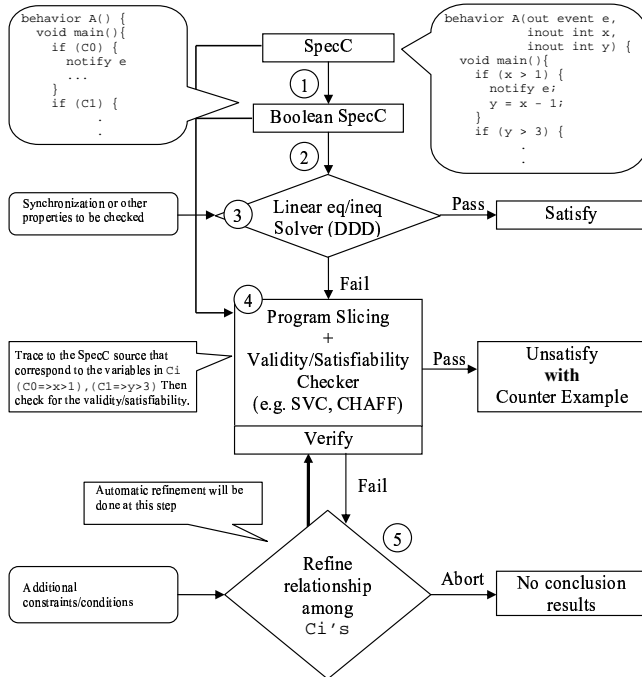 behavior A() {
void main(){
if (C0) {
notify e
...
}
if (C1) {
.
.
SpecC
behavior A(out event e,
inout int x,
inout int y) {
void main(){
if (x > 1) {
notify e;
y = x - 1;
}
if (y > 3) {
.
.
1
Boolean SpecC
2
Synchronization or other
properties to be checked
3
Linear eq/ineq
Solver (DDD)
Pass
Satisfy
Fail
4
Program Slicing
+
Validity/Satisfiability
Checker
(e.g. SVC, CHAFF)
Verify
Trace to the SpecC source that
correspond to the variables in Ci
(C0=>x>1),(C1=>y>3) Then
check for the validity/satisfiability.
Pass
Unsatisfy
with
Counter Example
Automatic refinement will be
done at this step
Fail
5
Refine
relationship
among
Ci's
Additional
constraints/conditions
Abort
No conclusion
results